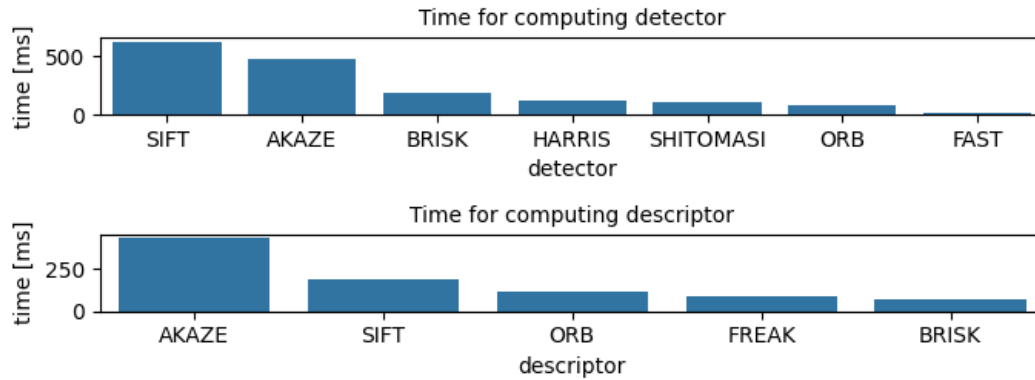 Time for computing detector
time [ms]
500
0
SIFT AKAZE BRISK HARRIS SHITOMASI ORB FAST
detector
Time for computing descriptor
time [ms]
250
0
AKAZE SIFT ORB FREAK BRISK
descriptor